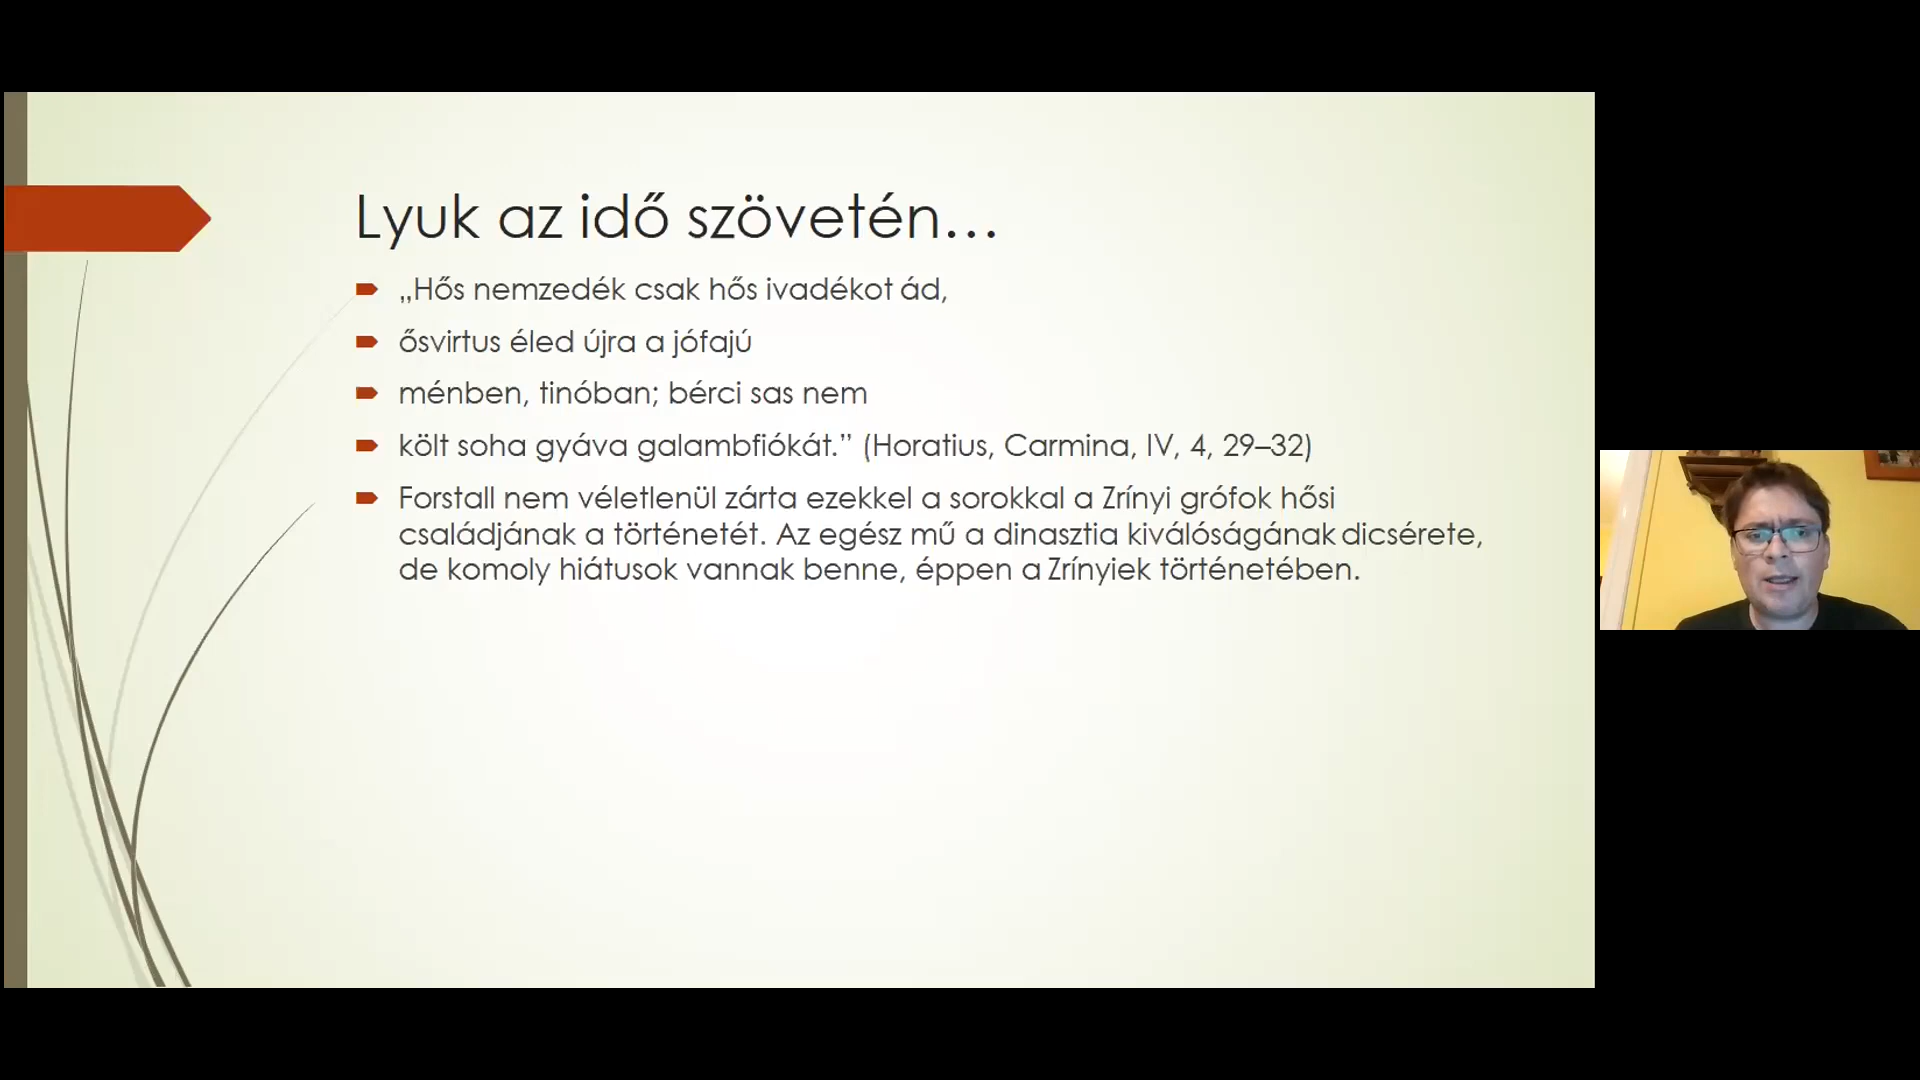 Lyuk az idő szövetén…
„Hős nemzedék csak hős ivadékot ád,
ősvirtus éled újra a jófajú
ménben, tinóban; bérci sas nem
költ soha gyáva galambfiókát.” (Horatius, Carmina, IV, 4, 29–32)
Forstall nem véletlenül zárta ezekkel a sorokkal a Zrínyi grófok hősi
családjának a történetét. Az egész mű a dinasztia kiválóságának dicsérete,
de komoly hiátusok vannak benne, éppen a Zrínyiek történetében.